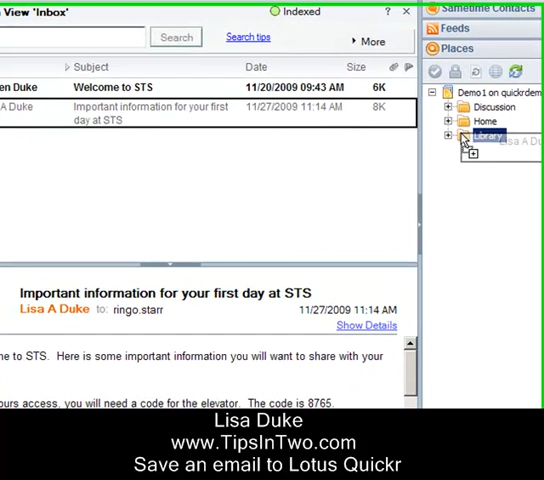 View 'Inbox'
Indexed
Sametime Contacts
Search
Search tips
More
Feeds
Places
Subject
Date
Size
en Duke
Welcome to STS
11/20/2009 09:43 AM
6K
A Duke
Important information for your first
day at STS
11/27/2009 11:14 AM
8K
Demo1 on quickrdem
Discussion
Home
Library
Lisa A Du
Important information for your first day at STS
Lisa A Duke to: ringo.starr
11/27/2009 11:14 AM
Show Details
me to STS. Here is some important information you will want to share with your
ours access, you will need a code for the elevator. The code is 8765.
Lisa Duke
www.TipsInTwo.com
Save an email to Lotus Quickr